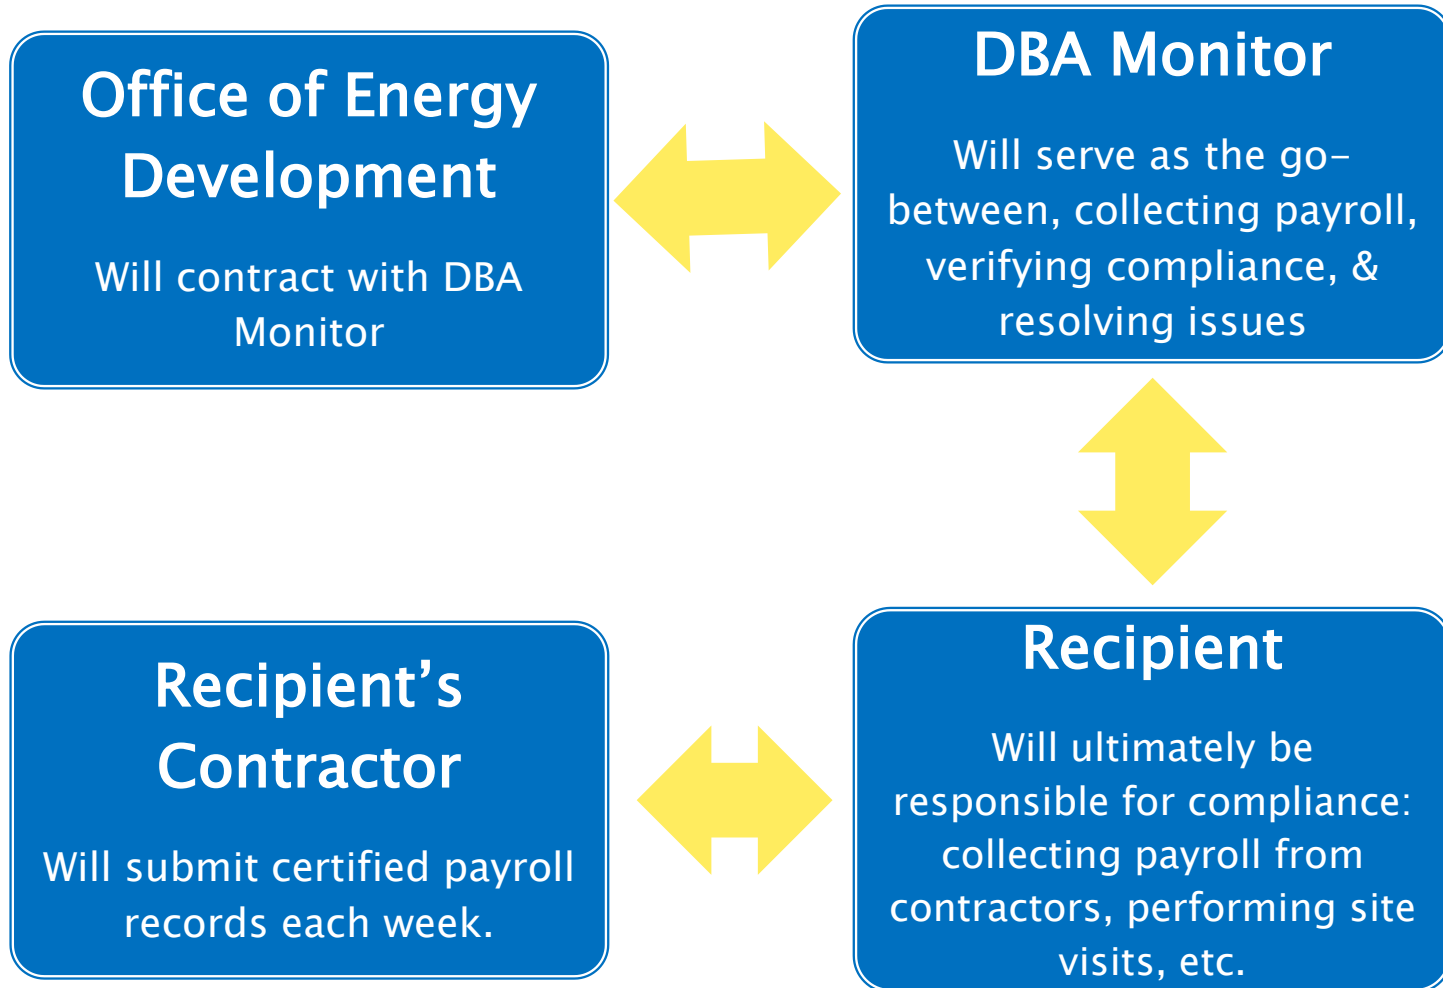 Office of Energy
Development
Will contract with DBA
Monitor
DBA Monitor
Will serve as the go-
between, collecting payroll,
verifying compliance, &
resolving issues
Recipient’s
Contractor
Will submit certified payroll
records each week.
Recipient
Will ultimately be
responsible for compliance:
collecting payroll from
contractors, performing site
visits, etc.